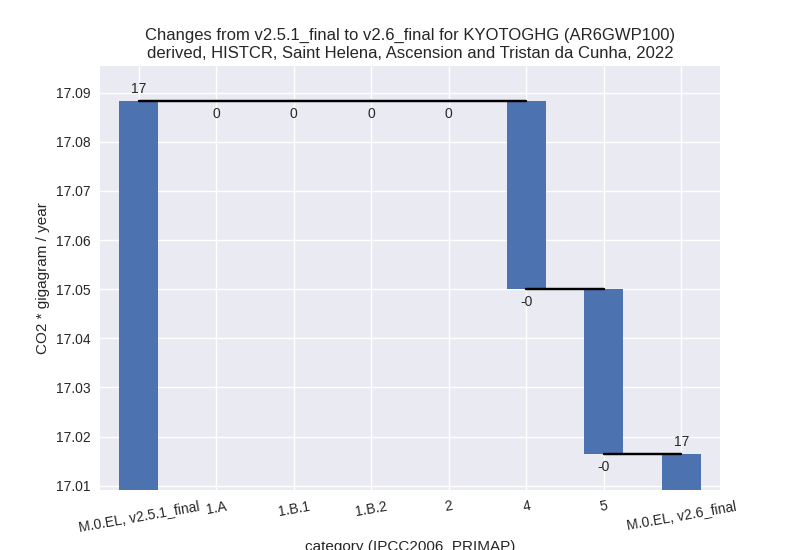 Changes from v2.5.1_final to v2.6_final for KYOTOGHG (AR6GWP100)
derived, HISTCR, Saint Helena, Ascension and Tristan da Cunha, 2022
CO2 * gigagram / year
17.09
17.08
17.07
17.06
17.05
17.04
17.03
17.02
17.01
17
0
0
0
0
-0
-0
17
M.0.EL, v2.5.1_final
1.A
1.B.1
1.B.2
2
4
5
M.0.EL, v2.6_final
category (IPCC2006_PRIMAP)